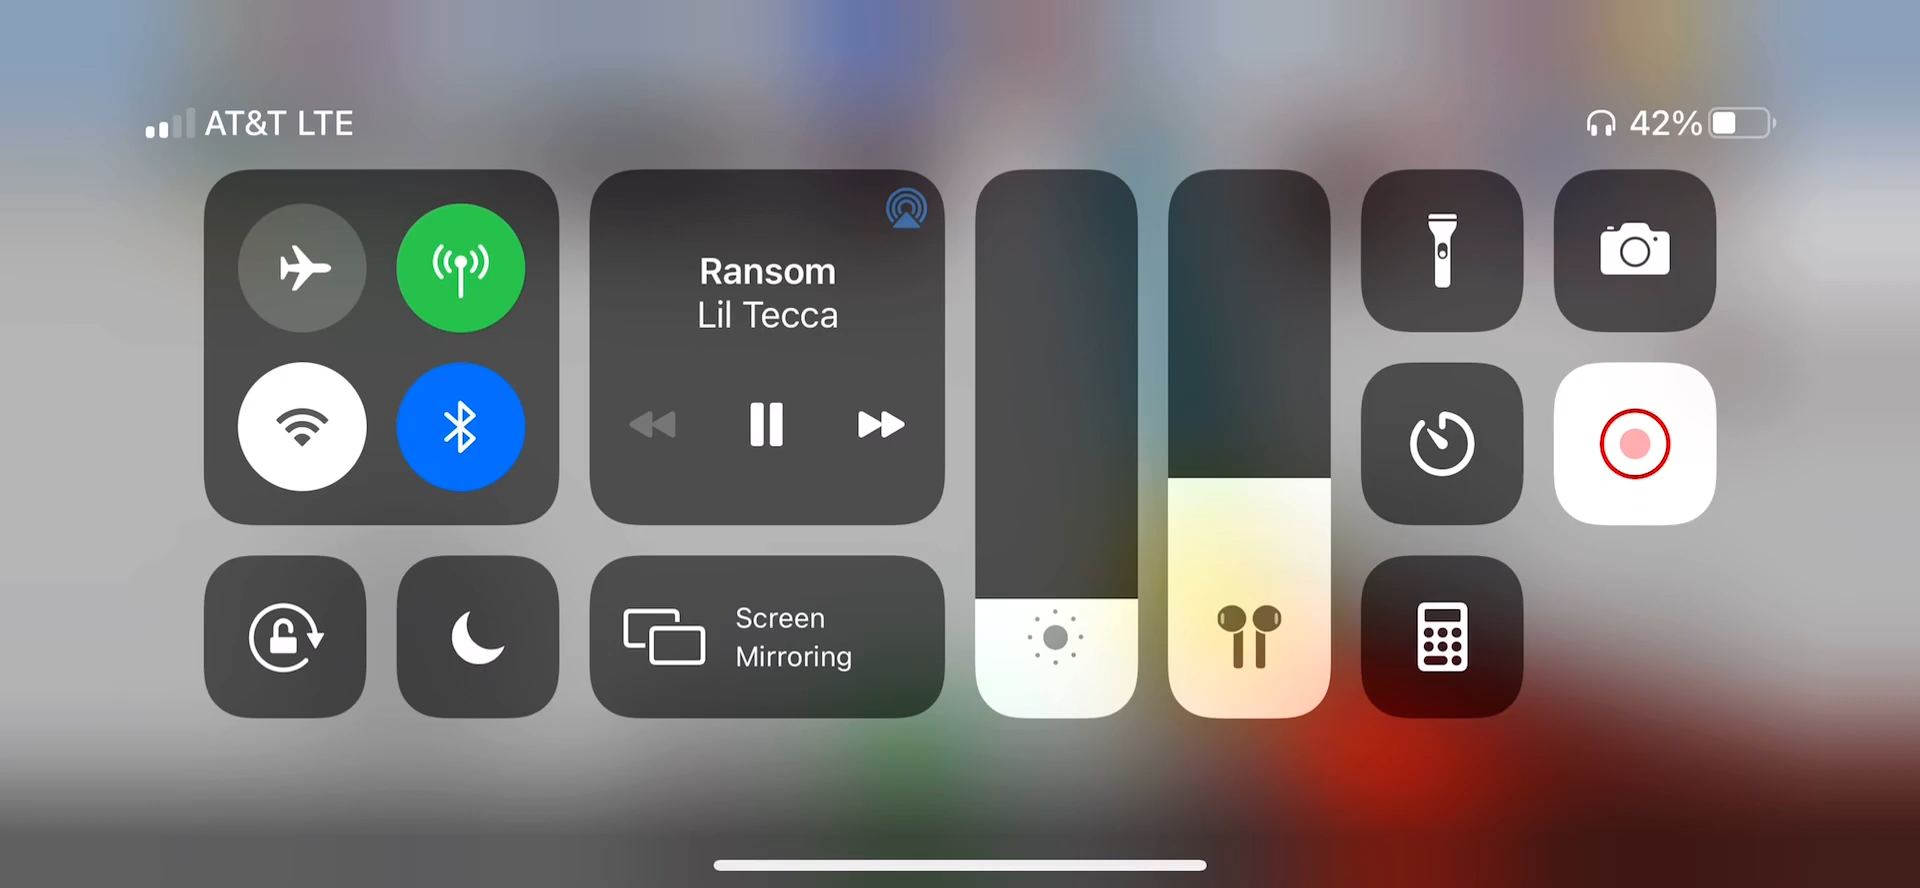 AT&T LTE
42%
Ransom
Lil Tecca
Screen
Mirroring